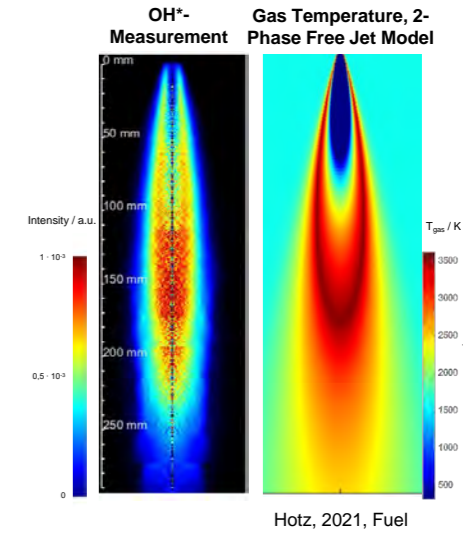 OH*-
Measurement
Gas Temperature, 2-
Phase Free Jet Model
0 mm
50 mm
100 mm
150 mm
200 mm
250 mm
Intensity / a.u.
1 · 10⁻³
0,5 · 10⁻³
0
T gas / K
3500
3000
2500
2000
1500
1000
500
Hotz, 2021, Fuel